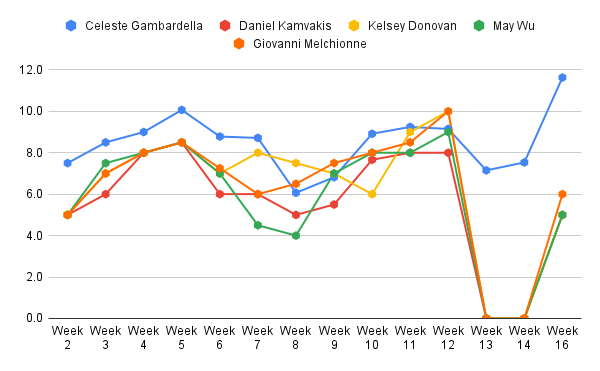 Celeste Gambardella Daniel Kamvakis Kelsey Donovan May Wu
Giovanni Melchionne
12.0
10.0
8.0
6.0
4.0
2.0
0.0
Week Week Week Week Week Week Week Week Week Week Week Week Week Week
2 3 4 5 6 7 8 9 10 11 12 13 14 16